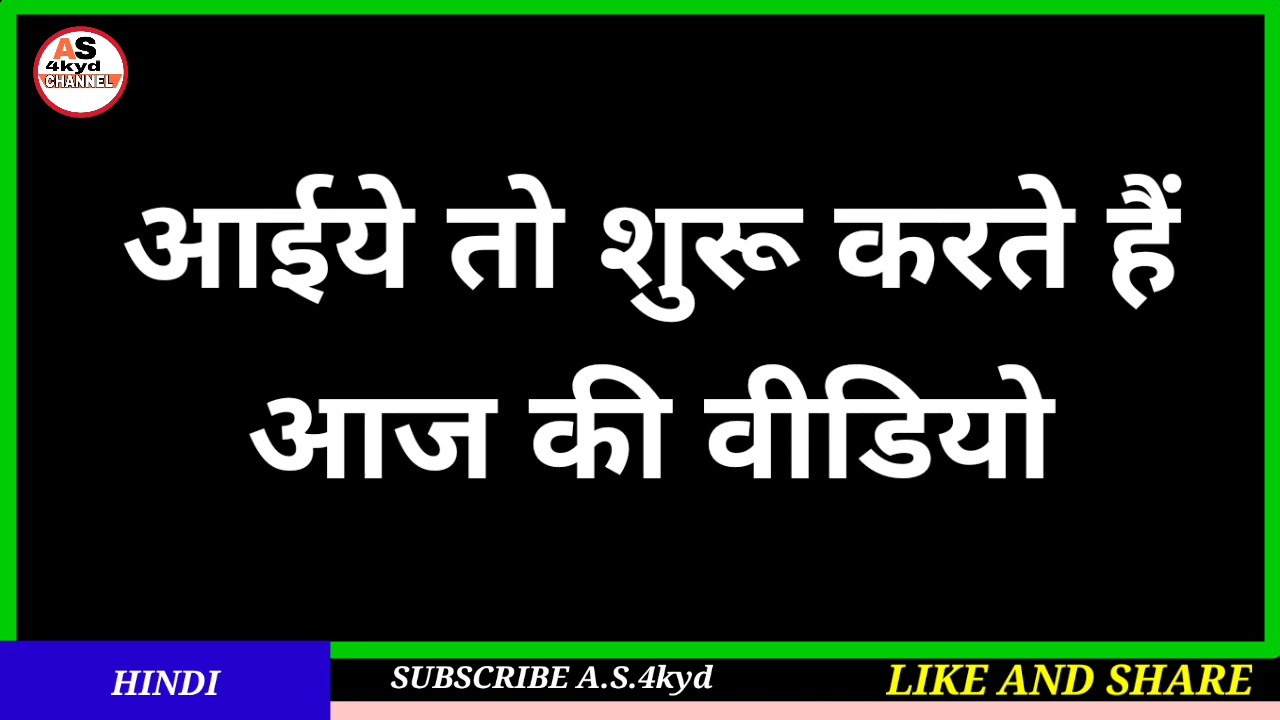 AS
4kyd
CHANNEL
आईये तो शुरू करते हैं
आज की वीडियो
HINDI
SUBSCRIBE A.S.4kyd
LIKE AND SHARE